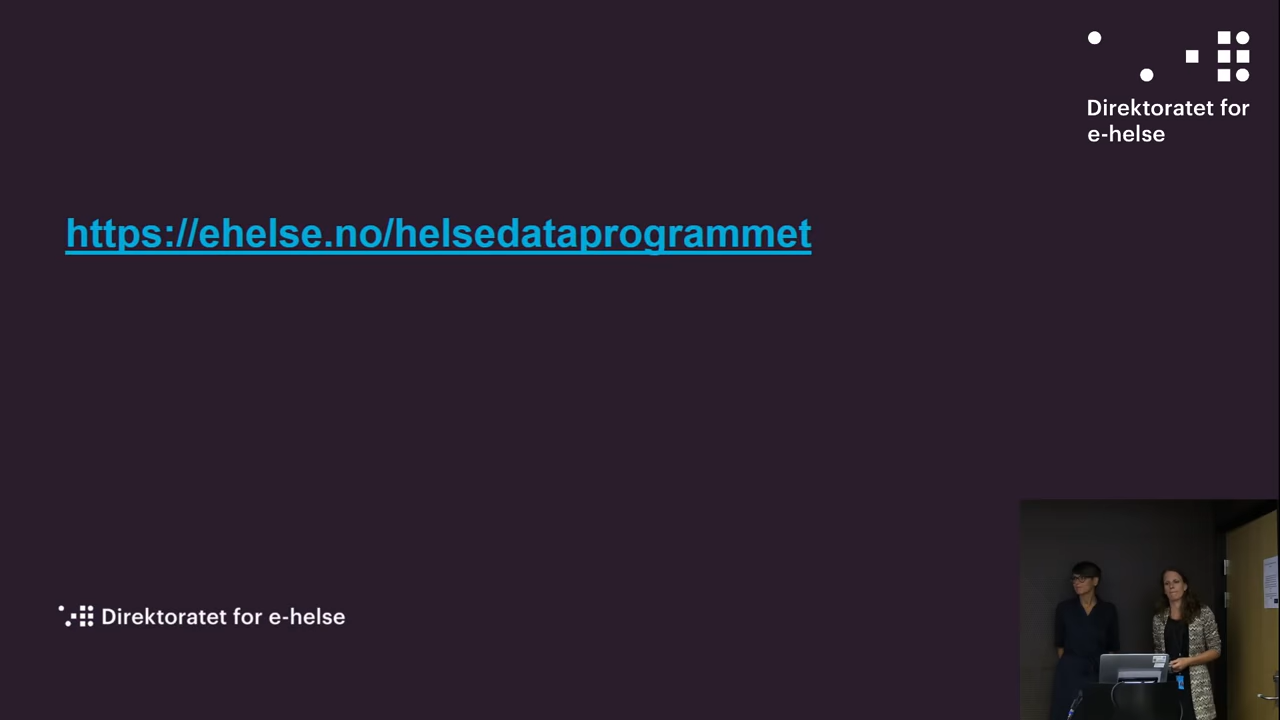 Direktoratet for
e-helse
https://ehelse.no/helsedataprogrammet
Direktoratet for e-helse